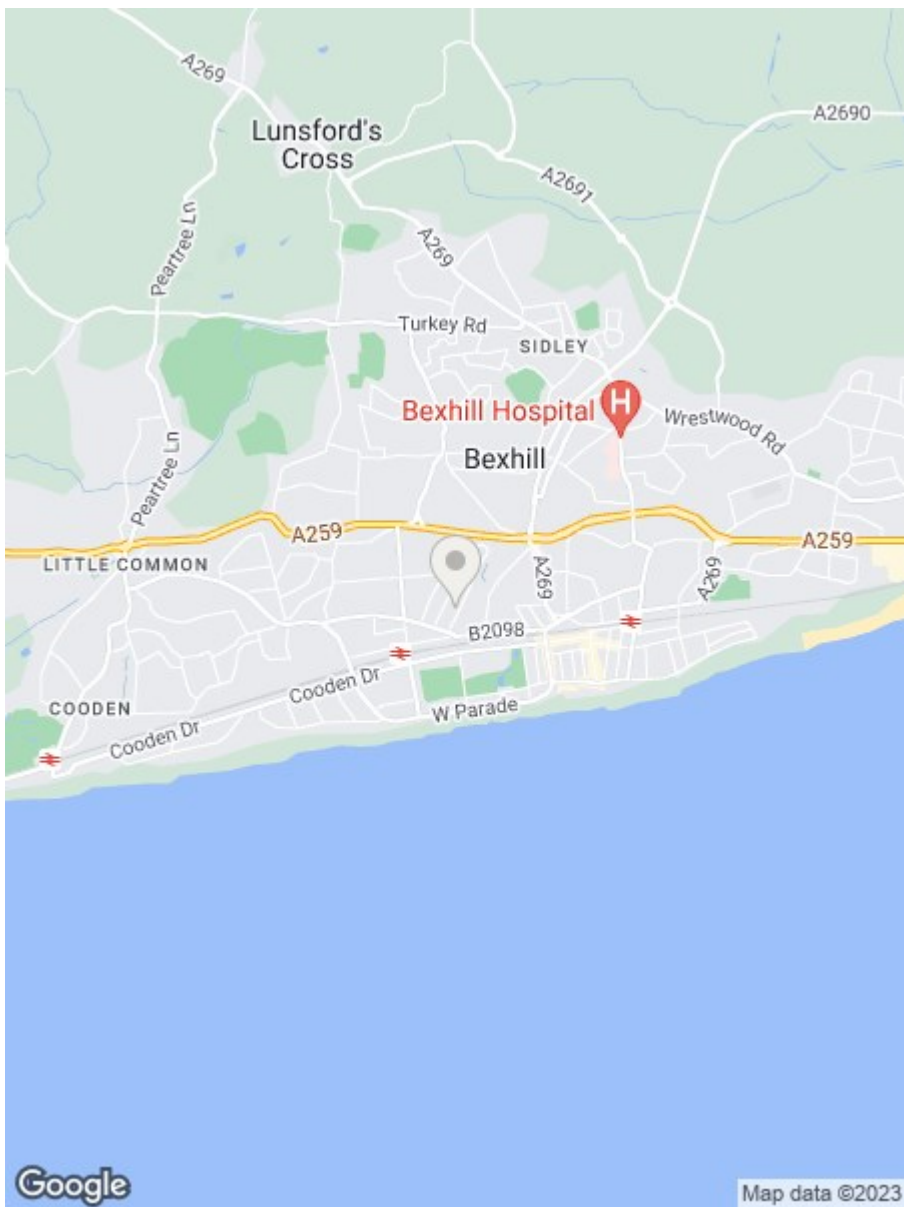 A269
A2690
Lunsford's
Cross
A2691
Peartree Ln
A269
Turkey Rd
SIDLEY
Bexhill Hospital
H
Wrestwood Rd
Bexhill
Peartree Ln
A259
A259
LITTLE COMMON
A269
A269
B2098
Cooden Dr
COODEN
W Parade
Cooden Dr
Google
Map data ©2023